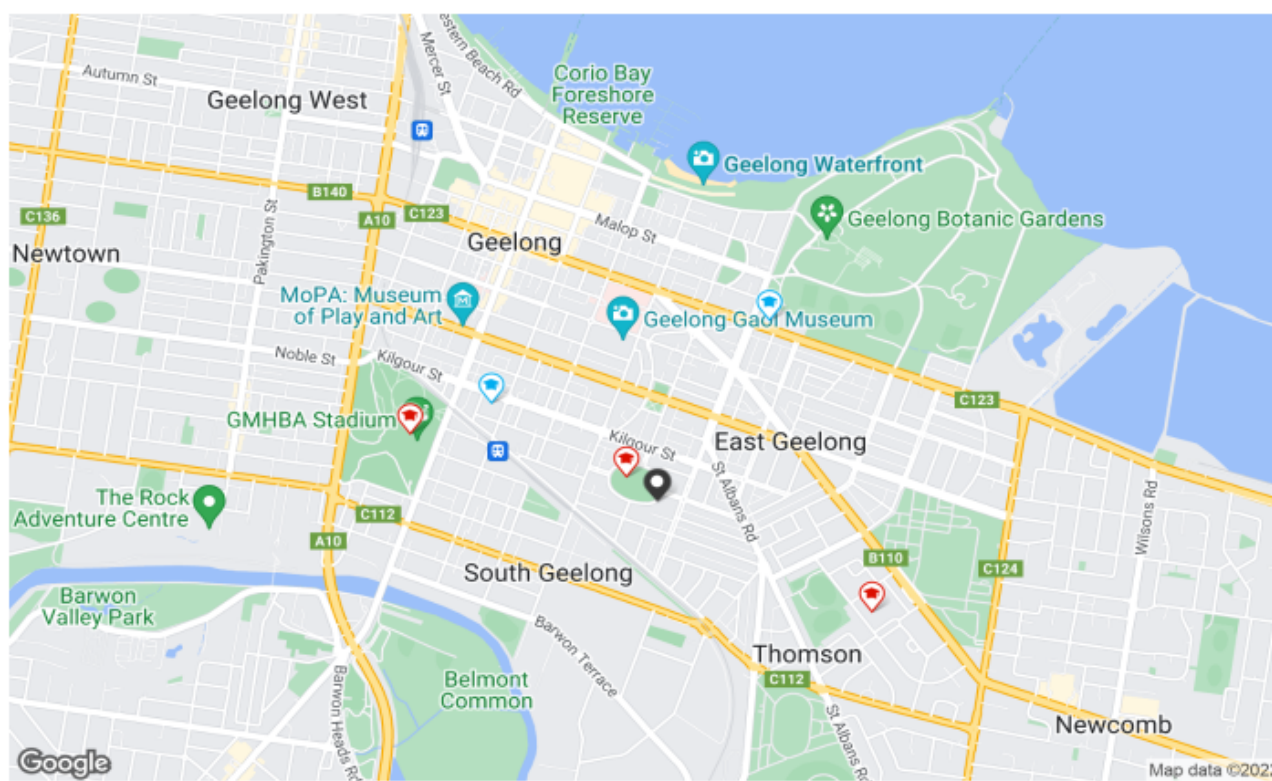 Autumn St
Geelong West
Mercer St
Western Beach Rd
Corio Bay
Foreshore
Reserve
Geelong Waterfront
Geelong Botanic Gardens
B140
A10
C123
C136
Newtown
Pakington St
Geelong
Malop St
MoPA: Museum
of Play and Art
Geelong Gaol Museum
Noble St
Kilgour St
GMHBA Stadium
Kilgour St
East Geelong
C123
St Albans Rd
Wilsons Rd
The Rock
Adventure Centre
C112
A10
B110
C124
South Geelong
Barwon
Valley Park
Barwon Terrace
Thomson
C112
Belmont
Common
Barwon Heads Rd
St Albans Rd
Newcomb
Google
Map data